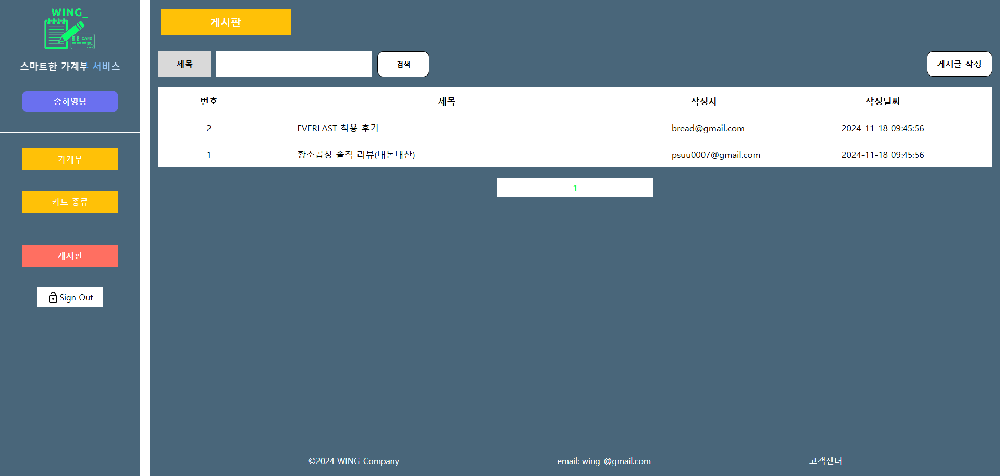 WING_
CARD
스마트한 가계부 서비스
송하영님
가계부
카드 종류
게시판
Sign Out
게시판
제목
검색
게시글 작성
번호 제목 작성자 작성날짜
2 EVERLAST 착용 후기 bread@gmail.com 2024-11-18 09:45:56
1 황소곱창 솔직 리뷰(내돈내산) psuu0007@gmail.com 2024-11-18 09:45:56
1
©2024 WING_Company email: wing_@gmail.com 고객센터